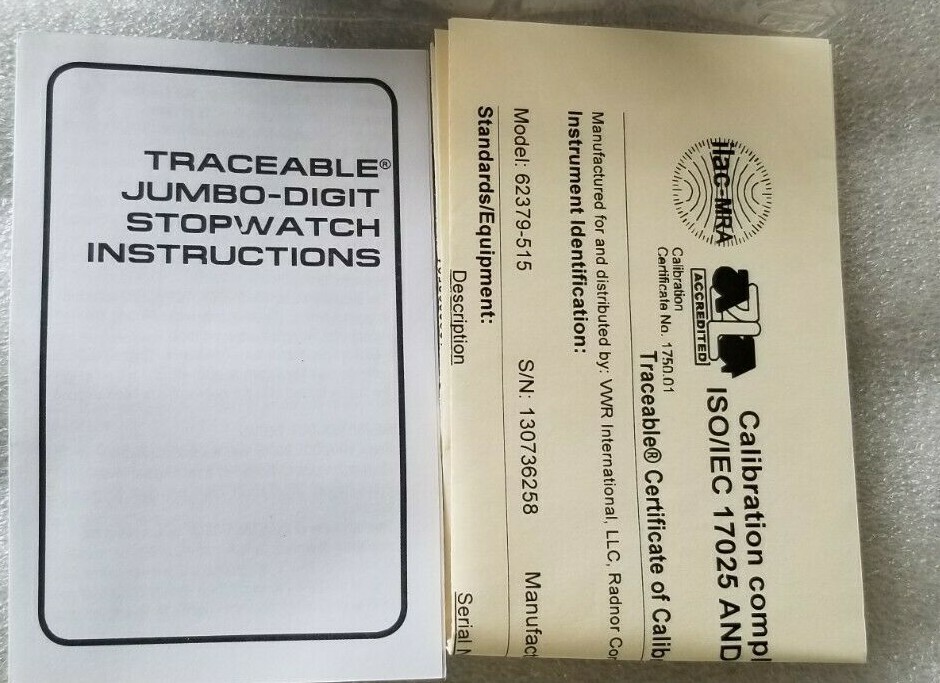 TRACEABLE®
JUMBO-DIGIT
STOPWATCH
INSTRUCTIONS
Calibration compl
ISO/IEC 17025 AND
ilac-MRA
ACCREDITED
Calibration
Certificate No. 1750.01
Traceable® Certificate of Calib
Manufactured for and distributed by: VWR International, LLC, Radnor Cor
Instrument Identification:
Model: 62379-515 S/N: 130736258 Manufac
Standards/Equipment:
Description Serial N